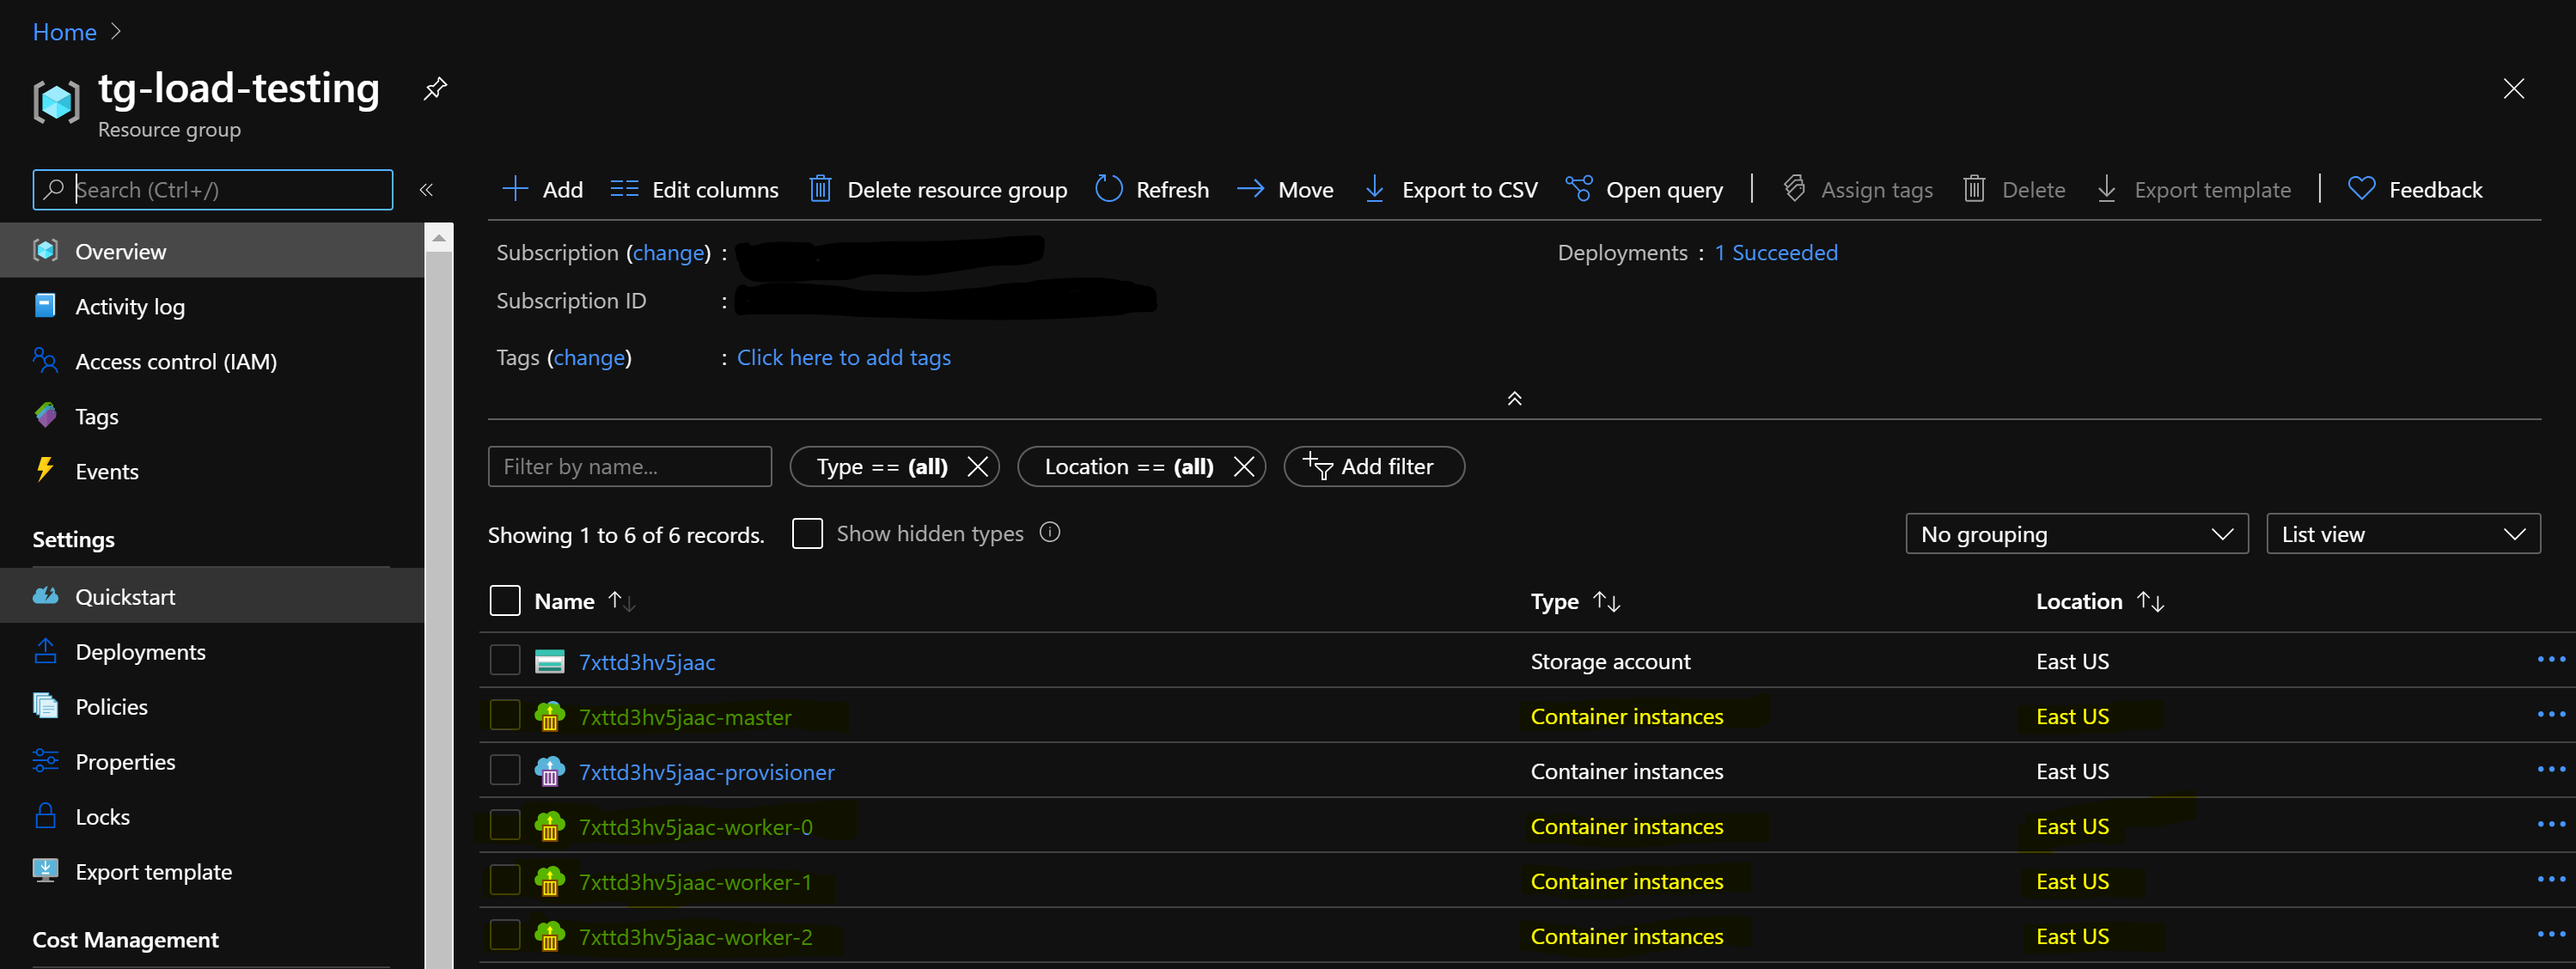 Home
tg-load-testing
Resource group
Search (Ctrl+/)
Add Edit columns Delete resource group Refresh Move Export to CSV Open query Assign tags Delete Export template Feedback
Overview
Activity log
Access control (IAM)
Tags
Events
Settings
Quickstart
Deployments
Policies
Properties
Locks
Export template
Cost Management
Subscription (change) :
Deployments : 1 Succeeded
Subscription ID :
Tags (change) : Click here to add tags
Filter by name... Type == (all) Location == (all) Add filter
Showing 1 to 6 of 6 records. Show hidden types No grouping List view
Name Type Location
7xttd3hv5jaac Storage account East US
7xttd3hv5jaac-master Container instances East US
7xttd3hv5jaac-provisioner Container instances East US
7xttd3hv5jaac-worker-0 Container instances East US
7xttd3hv5jaac-worker-1 Container instances East US
7xttd3hv5jaac-worker-2 Container instances East US